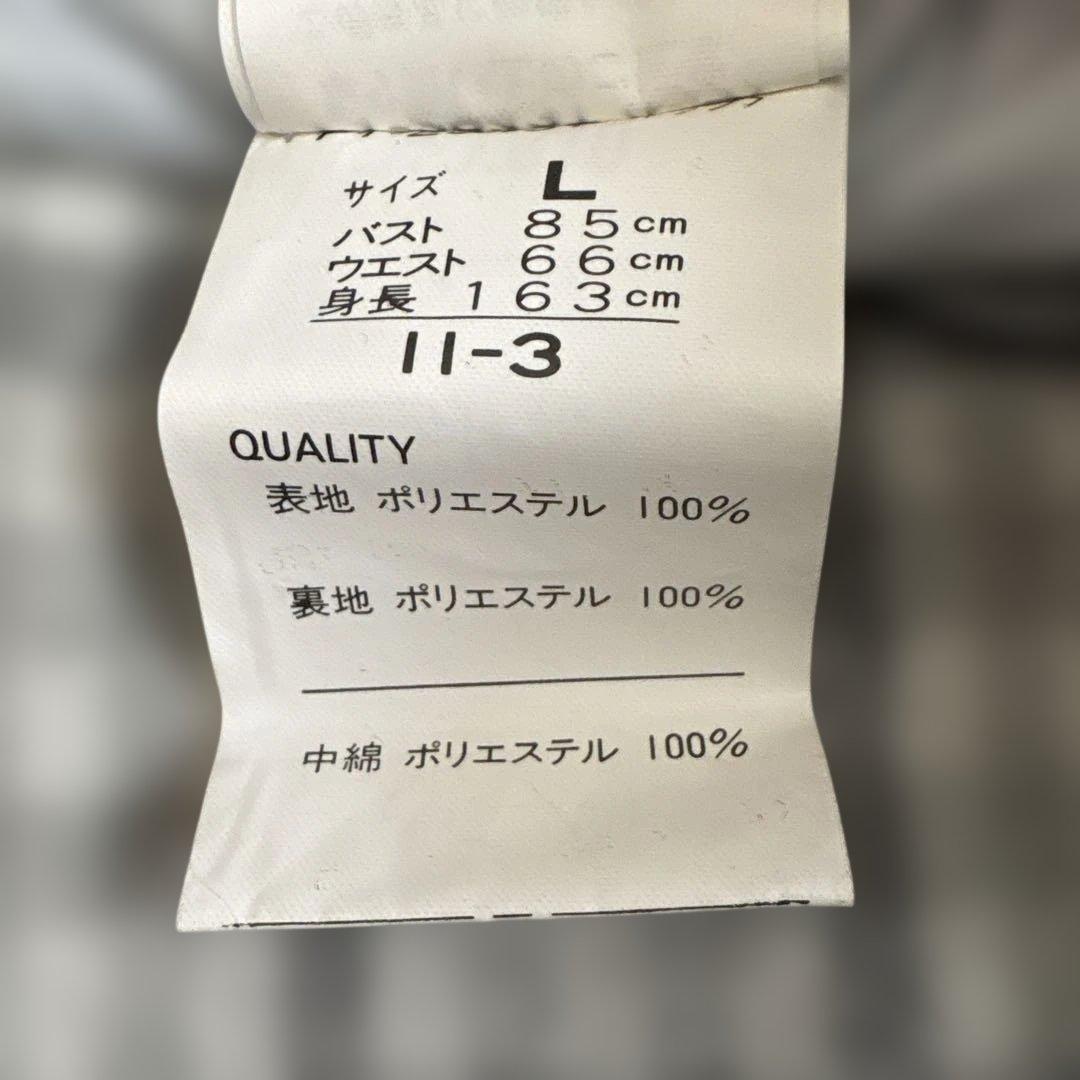 サイズ L
バスト 85cm
ウエスト 66cm
身長 163cm
11-3
QUALITY
表地 ポリエステル 100%
裏地 ポリエステル 100%
中綿 ポリエステル 100%